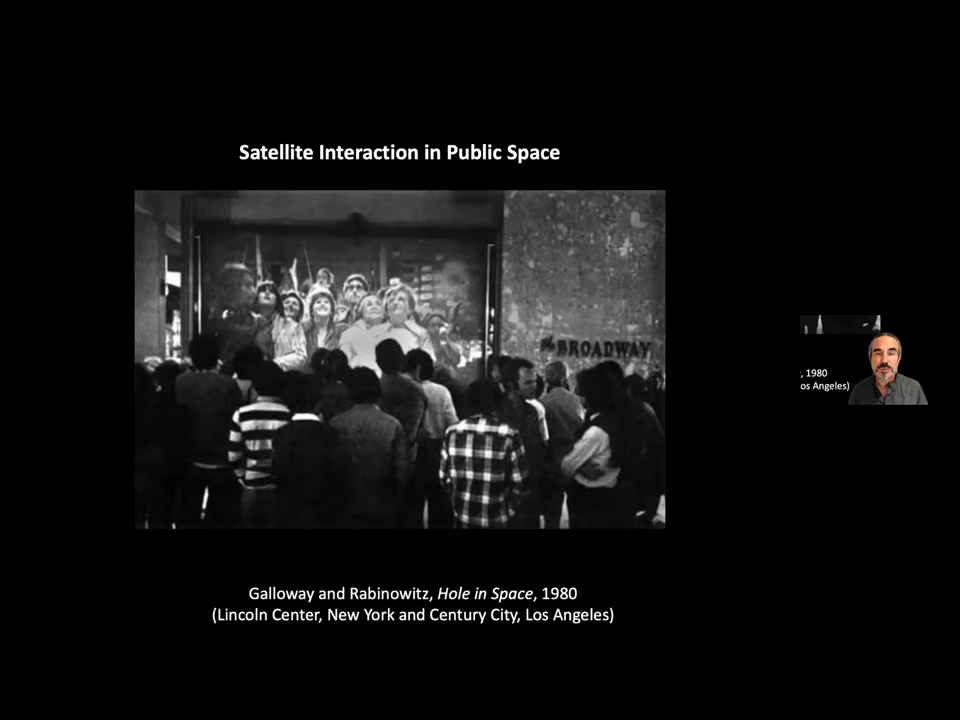 Satellite Interaction in Public Space
BROADWAY
Galloway and Rabinowitz, Hole in Space, 1980
(Lincoln Center, New York and Century City, Los Angeles)
, 1980
os Angeles)